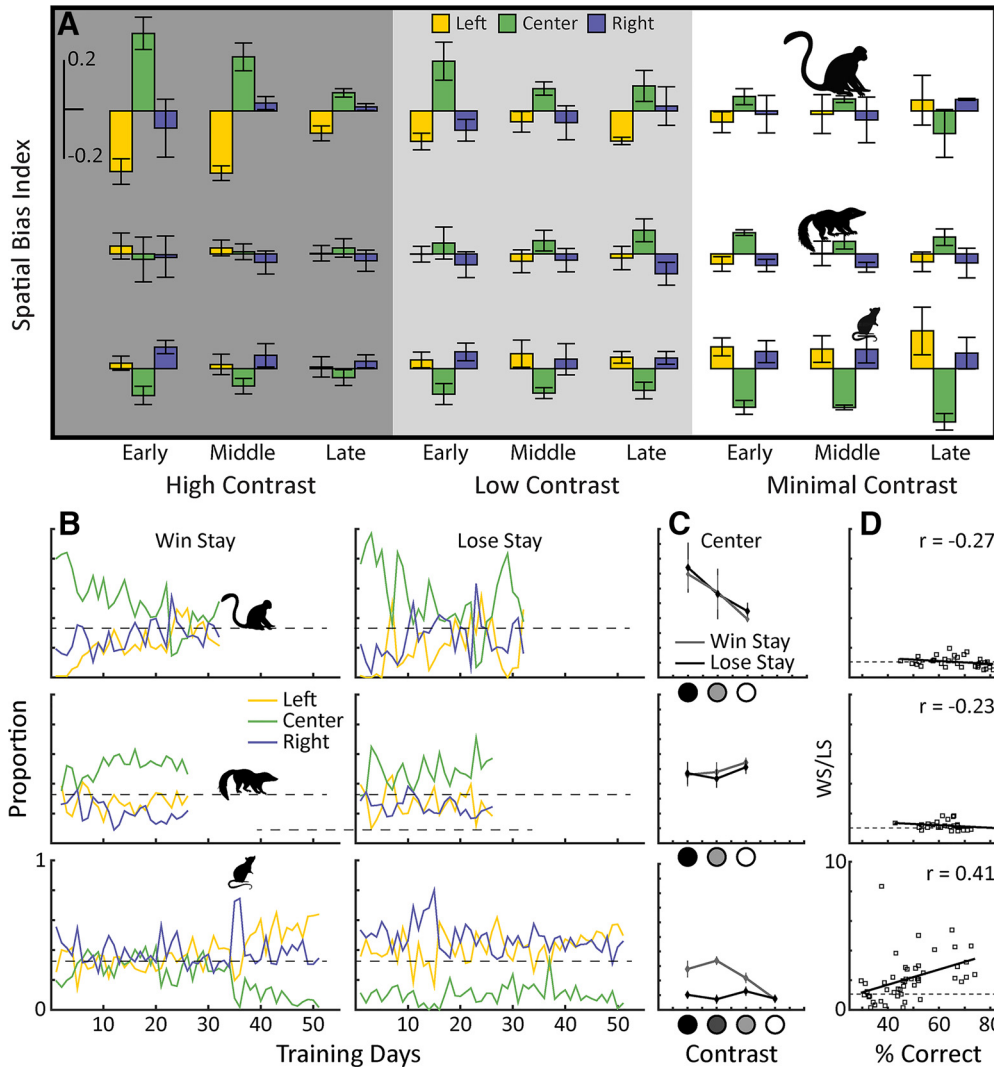 A
Left Center Right
0.2
-0.2
Spatial Bias Index
Early Middle Late Early Middle Late Early Middle Late
High Contrast Low Contrast Minimal Contrast
B C D
Win Stay Lose Stay Center r = -0.27
Win Stay
Lose Stay
Left
Center
Right
r = -0.23
Proportion
WS/LS
1 10
r = 0.41
0 0
10 20 30 40 50 10 20 30 40 50 40 60 80
Training Days Contrast % Correct